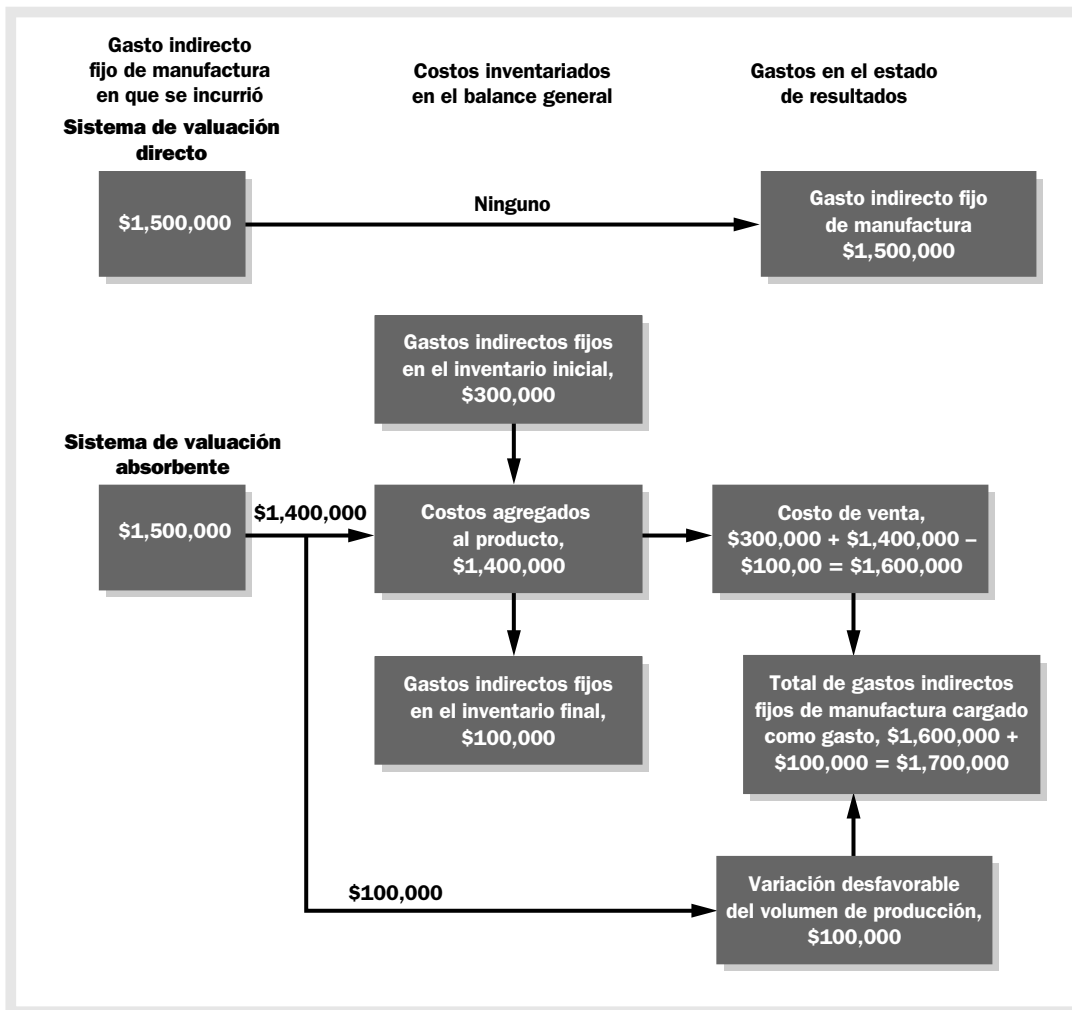 Gasto indirecto
fijo de manufactura
en que se incurrió
Costos inventariados
en el balance general
Gastos en el estado
de resultados
Sistema de valuación
directo
$1,500,000
Ninguno
Gasto indirecto fijo
de manufactura
$1,500,000
Gastos indirectos fijos
en el inventario inicial,
$300,000
Sistema de valuación
absorbente
$1,500,000
$1,400,000
Costos agregados
al producto,
$1,400,000
Costo de venta,
$300,000 + $1,400,000 –
$100,00 = $1,600,000
Gastos indirectos fijos
en el inventario final,
$100,000
Total de gastos indirectos
fijos de manufactura cargado
como gasto, $1,600,000 +
$100,000 = $1,700,000
$100,000
Variación desfavorable
del volumen de producción,
$100,000